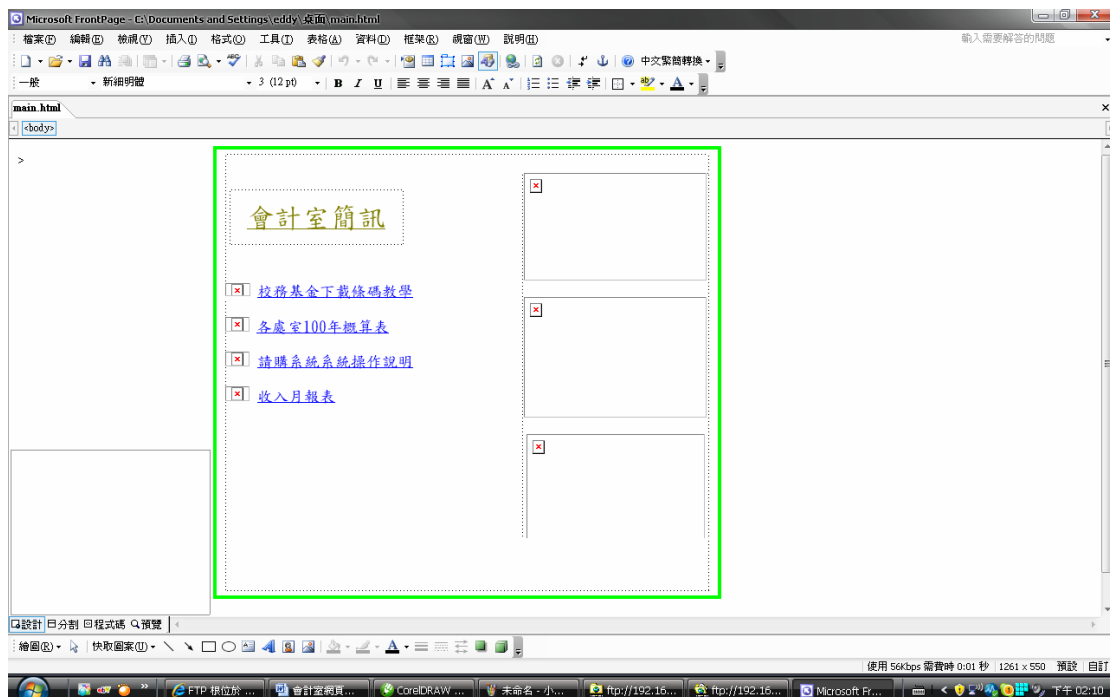 Microsoft FrontPage - C:\Documents and Settings\eddy\桌面\main.html
檔案(F) 編輯(E) 檢視(V) 插入(I) 格式(O) 工具(T) 表格(A) 資料(D) 框架(R) 視窗(W) 說明(H) 輸入需要解答的問題
中文繁簡轉換
一般 新細明體 3 (12 pt) B I U A A A
main.html
<body>
>
會計室簡訊
校務基金下載條碼教學
各處室100年概算表
請購系統系統操作說明
收入月報表
設計 分割 程式碼 預覽
繪圖(R) 快取圖案(U) A
使用 56Kbps 需費時 0:01 秒 1261 x 550 預設 自訂
FTP 根位於 ... 會計室網頁... CorelDRAW ... 未命名 - 小... ftp://192.16... ftp://192.16... Microsoft Fr... 下午 02:10